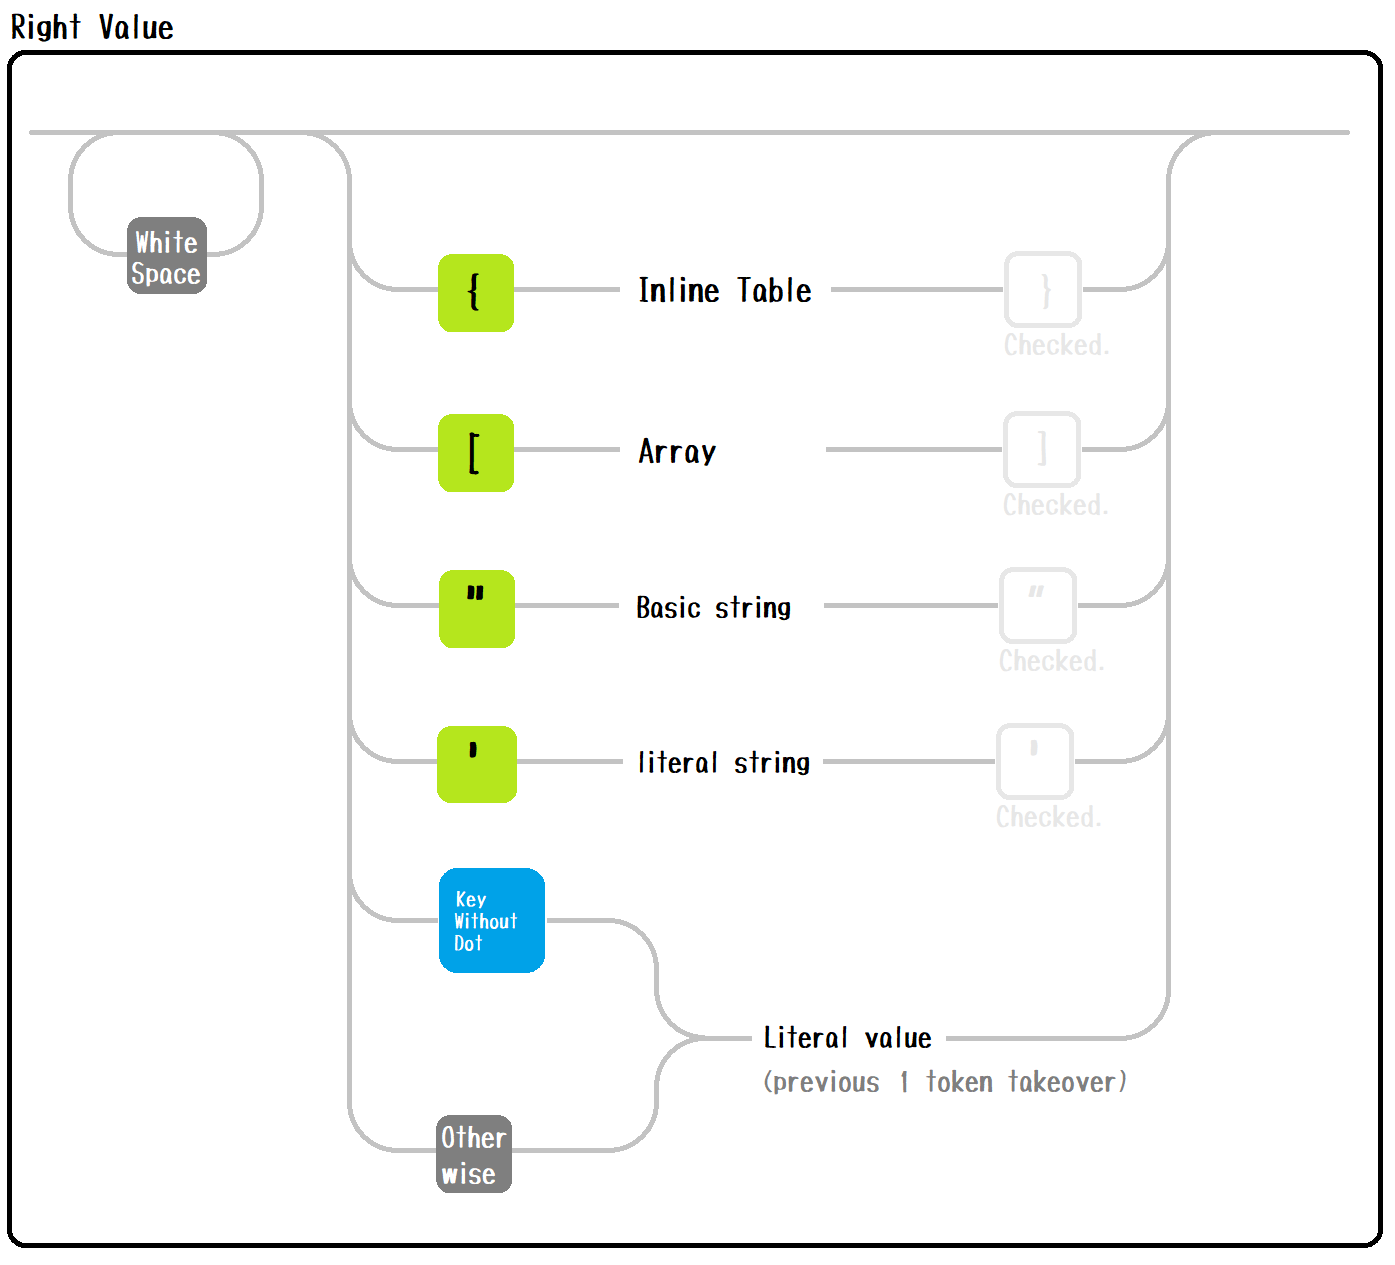 Right Value
White
Space
{ Inline Table }
Checked.
[ Array ]
Checked.
" Basic string "
Checked.
' literal string '
Checked.
Key
Without
Dot
Literal value
(previous 1 token takeover)
Other
wise